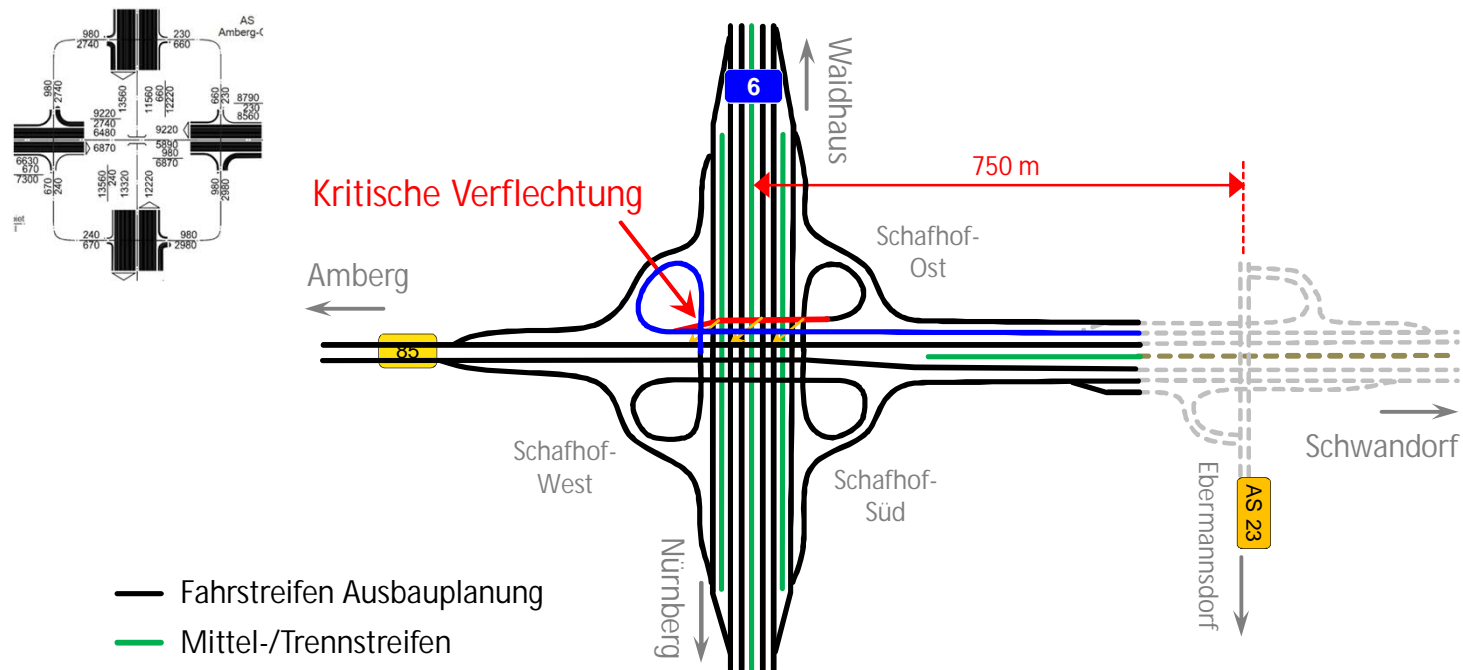 AS
Amberg-
980
2740
230
660
980
2740
13560
11560
660
12220
660
230
8790
230
8560
9220
2740
6480
9220
6870
5890
980
6870
6630
670
7300
670
240
13560
240
13320
12220
980
2980
240
670
980
2980
6
Waidhaus
750 m
Kritische Verflechtung
Schafhof-
Ost
Amberg
85
Schafhof-
West
Schafhof-
Süd
Schwandorf
AS 23
Ebermannsdorf
Nürnberg
Fahrstreifen Ausbauplanung
Mittel-/Trennstreifen